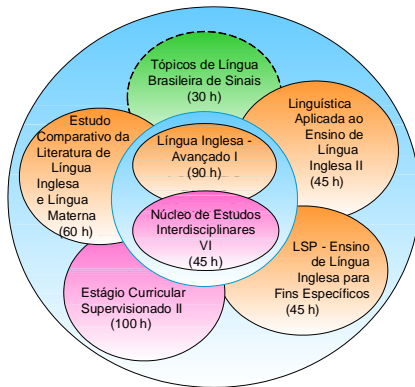 Tópicos de Língua
Brasileira de Sinais
(30 h)
Estudo
Comparativo da
Literatura de
Língua
Inglesa
e Língua
Materna
(60 h)
Língua Inglesa -
Avançado I
(90 h)
Linguística
Aplicada ao
Ensino de
Língua
Inglesa II
(45 h)
Núcleo de Estudos
Interdisciplinares
VI
(45 h)
Estágio Curricular
Supervisionado II
(100 h)
LSP - Ensino
de Língua
Inglesa para
Fins Específicos
(45 h)